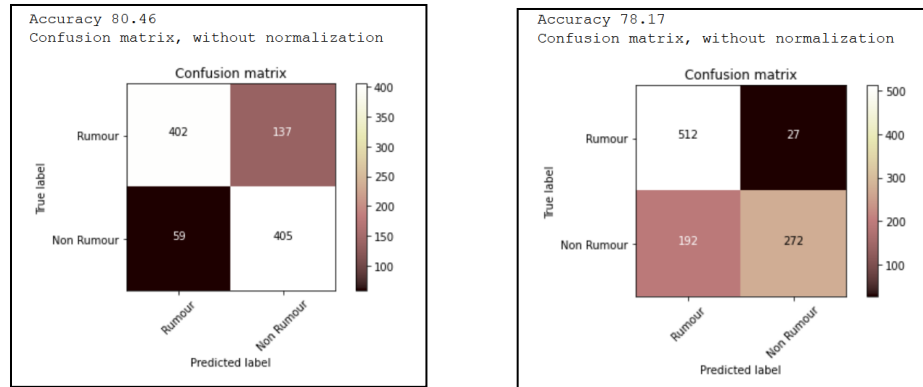 Accuracy 80.46
Confusion matrix, without normalization
Confusion matrix
Rumour
Non Rumour
True label
402
137
59
405
400
350
300
250
200
150
100
Rumour
Non Rumour
Predicted label
Accuracy 78.17
Confusion matrix, without normalization
Confusion matrix
Rumour
Non Rumour
True label
512
27
192
272
500
400
300
200
100
Rumour
Non Rumour
Predicted label